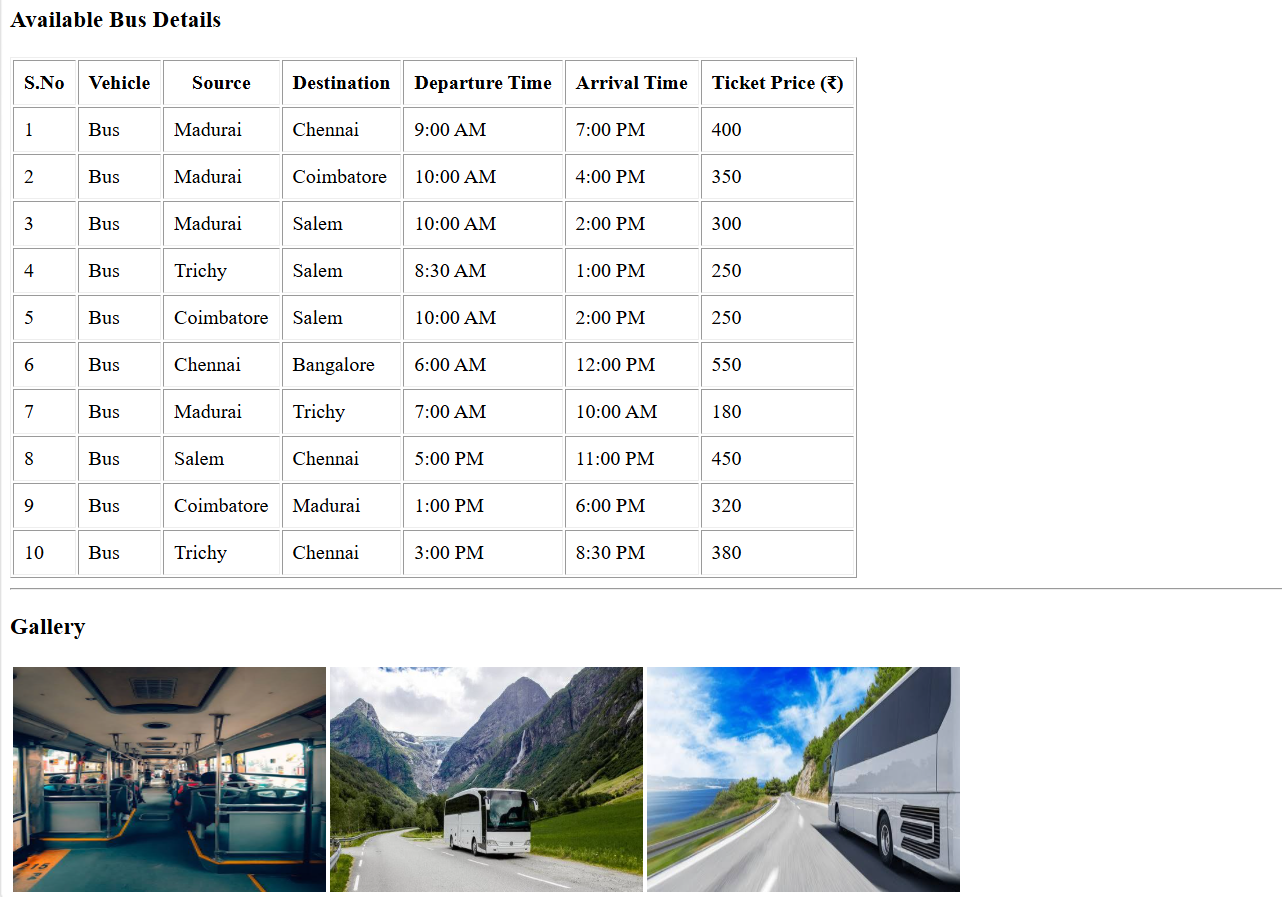 Available Bus Details
S.No Vehicle Source Destination Departure Time Arrival Time Ticket Price (₹)
1 Bus Madurai Chennai 9:00 AM 7:00 PM 400
2 Bus Madurai Coimbatore 10:00 AM 4:00 PM 350
3 Bus Madurai Salem 10:00 AM 2:00 PM 300
4 Bus Trichy Salem 8:30 AM 1:00 PM 250
5 Bus Coimbatore Salem 10:00 AM 2:00 PM 250
6 Bus Chennai Bangalore 6:00 AM 12:00 PM 550
7 Bus Madurai Trichy 7:00 AM 10:00 AM 180
8 Bus Salem Chennai 5:00 PM 11:00 PM 450
9 Bus Coimbatore Madurai 1:00 PM 6:00 PM 320
10 Bus Trichy Chennai 3:00 PM 8:30 PM 380
Gallery